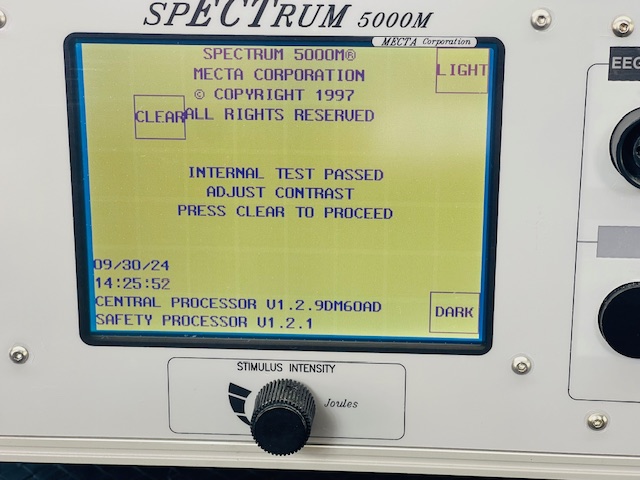 SPECTRUM 5000M
MECTA Corporation
SPECTRUM 5000M®
MECTA CORPORATION
© COPYRIGHT 1997
ALL RIGHTS RESERVED
LIGHT
CLEAR
INTERNAL TEST PASSED
ADJUST CONTRAST
PRESS CLEAR TO PROCEED
09/30/24
14:25:52
CENTRAL PROCESSOR V1.2.9DM60AD
SAFETY PROCESSOR V1.2.1
DARK
STIMULUS INTENSITY
Joules
EEG